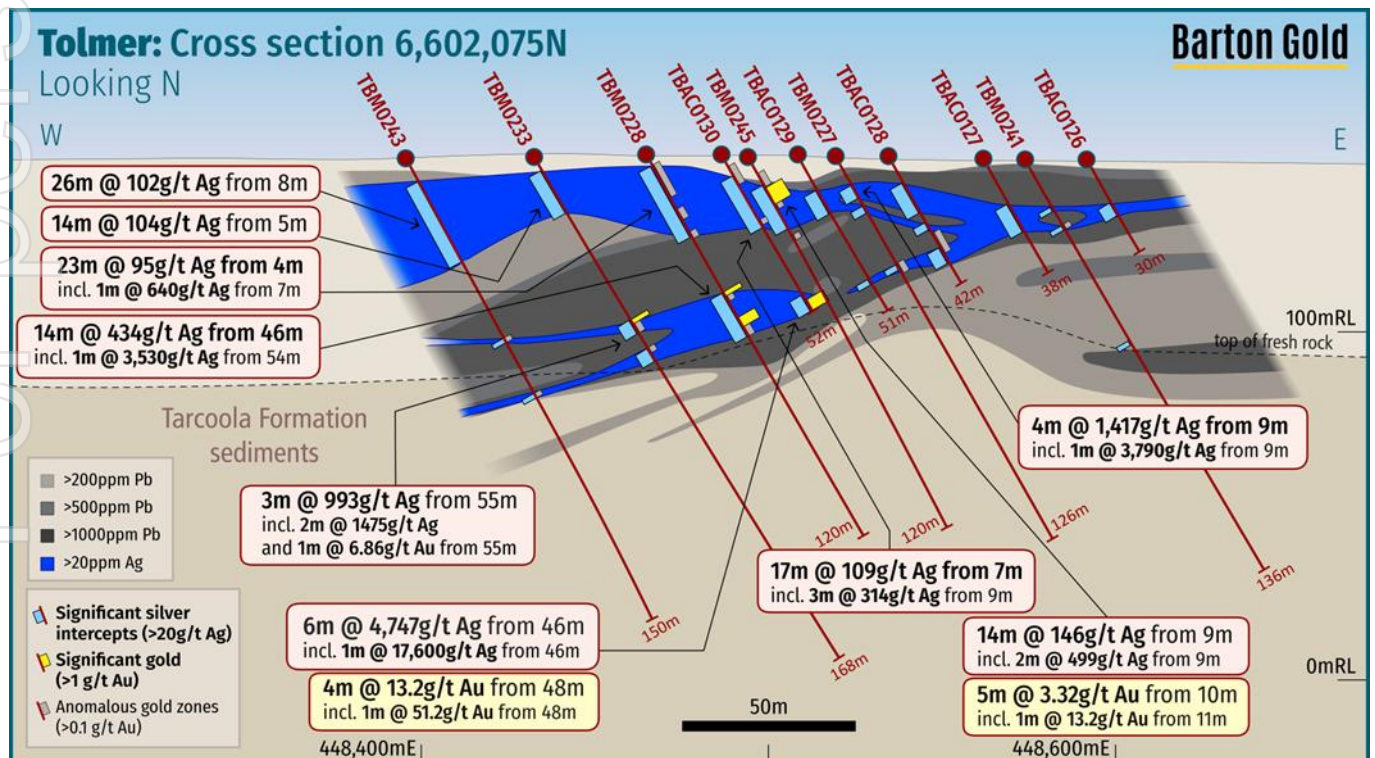 Tolmer: Cross section 6,602,075N
Looking N
Barton Gold
W
E
TBM0243
TBM0233
TBM0228
TBAC0130
TBM0245
TBAC0129
TBM0227
TBAC0128
TBAC0127
TBM0241
TBAC0126
26m @ 102g/t Ag from 8m
14m @ 104g/t Ag from 5m
23m @ 95g/t Ag from 4m
incl. 1m @ 640g/t Ag from 7m
14m @ 434g/t Ag from 46m
incl. 1m @ 3,530g/t Ag from 54m
30m
38m
42m
51m
52m
100mRL
top of fresh rock
Tarcoola Formation
sediments
>200ppm Pb
>500ppm Pb
>1000ppm Pb
>20ppm Ag
4m @ 1,417g/t Ag from 9m
incl. 1m @ 3,790g/t Ag from 9m
3m @ 993g/t Ag from 55m
incl. 2m @ 1475g/t Ag
and 1m @ 6.86g/t Au from 55m
120m
120m
126m
136m
150m
168m
17m @ 109g/t Ag from 7m
incl. 3m @ 314g/t Ag from 9m
Significant silver
intercepts (>20g/t Ag)
Significant gold
(>1 g/t Au)
Anomalous gold zones
(>0.1 g/t Au)
6m @ 4,747g/t Ag from 46m
incl. 1m @ 17,600g/t Ag from 46m
4m @ 13.2g/t Au from 48m
incl. 1m @ 51.2g/t Au from 48m
14m @ 146g/t Ag from 9m
incl. 2m @ 499g/t Ag from 9m
5m @ 3.32g/t Au from 10m
incl. 1m @ 13.2g/t Au from 11m
0mRL
50m
448,400mE
448,600mE